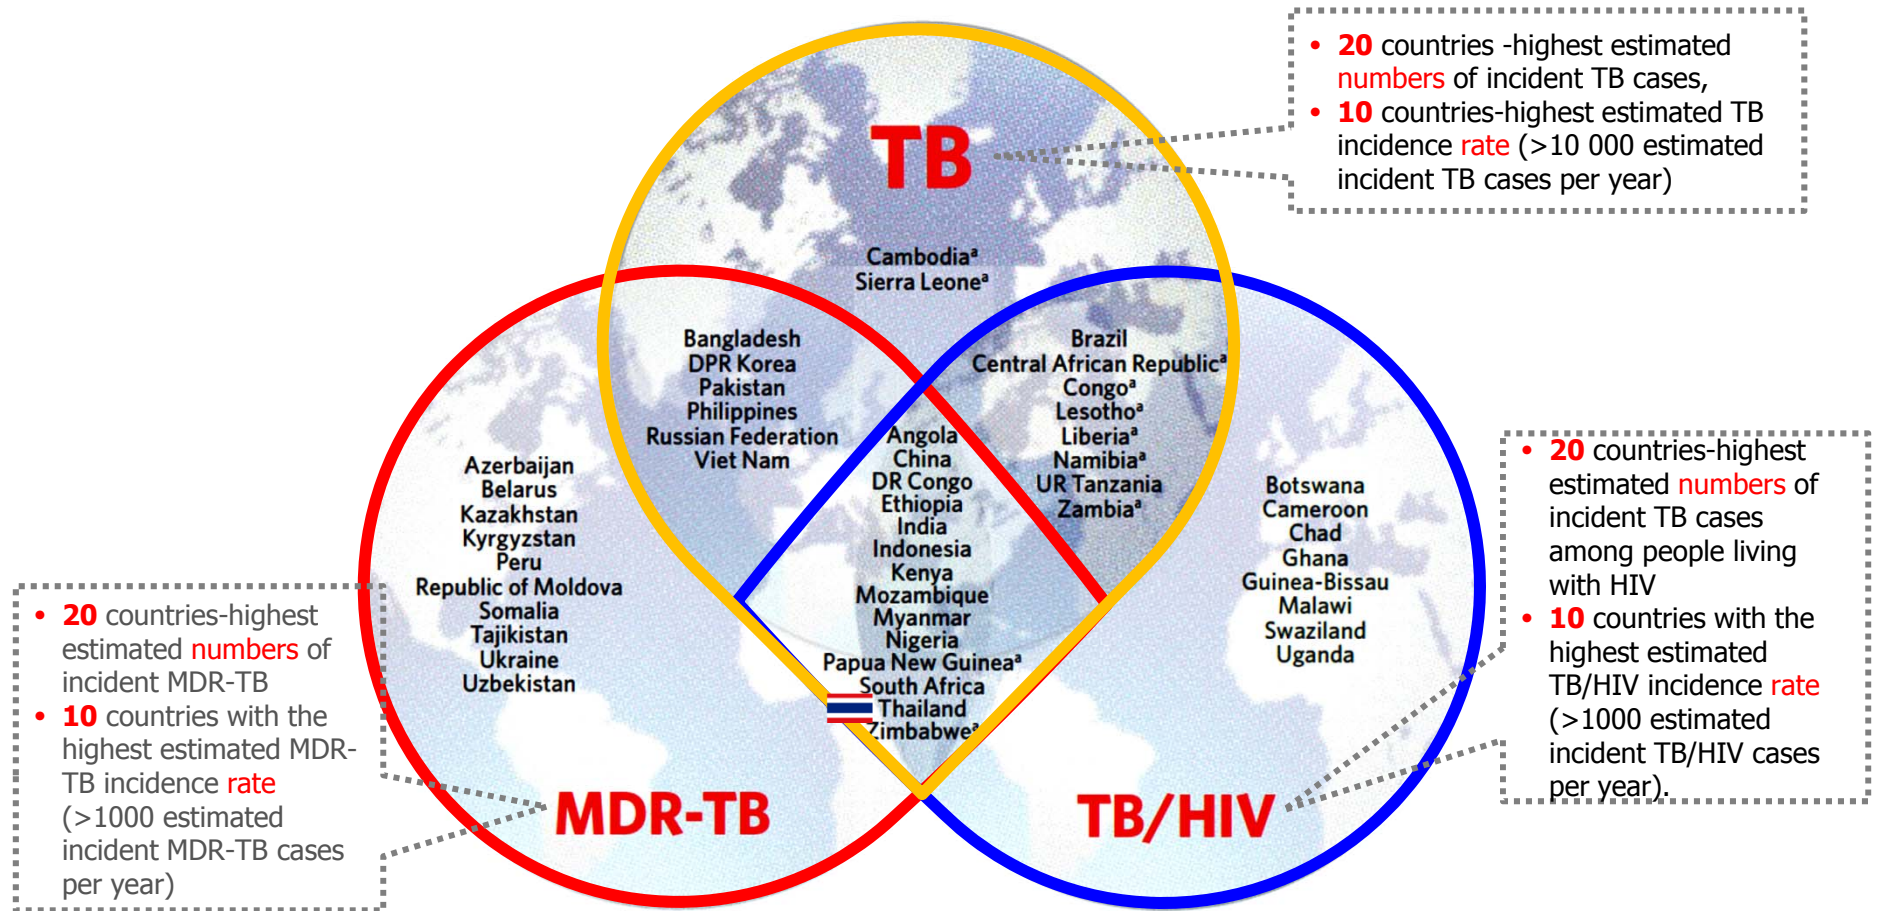 • 20 countries -highest estimated
numbers of incident TB cases,
• 10 countries-highest estimated TB
incidence rate (>10 000 estimated
incident TB cases per year)
TB
Cambodiaᵃ
Sierra Leoneᵃ
Bangladesh
DPR Korea
Pakistan
Philippines
Russian Federation
Viet Nam
Brazil
Central African Republicᵃ
Congoᵃ
Lesothoᵃ
Liberiaᵃ
Namibiaᵃ
UR Tanzania
Zambiaᵃ
Angola
China
DR Congo
Ethiopia
India
Indonesia
Kenya
Mozambique
Myanmar
Nigeria
Papua New Guineaᵃ
South Africa
Thailand
Zimbabweᵃ
Azerbaijan
Belarus
Kazakhstan
Kyrgyzstan
Peru
Republic of Moldova
Somalia
Tajikistan
Ukraine
Uzbekistan
Botswana
Cameroon
Chad
Ghana
Guinea-Bissau
Malawi
Swaziland
Uganda
• 20 countries-highest
estimated numbers of
incident TB cases
among people living
with HIV
• 10 countries with the
highest estimated
TB/HIV incidence rate
(>1000 estimated
incident TB/HIV cases
per year).
• 20 countries-highest
estimated numbers of
incident MDR-TB
• 10 countries with the
highest estimated MDR-
TB incidence rate
(>1000 estimated
incident MDR-TB cases
per year)
MDR-TB
TB/HIV